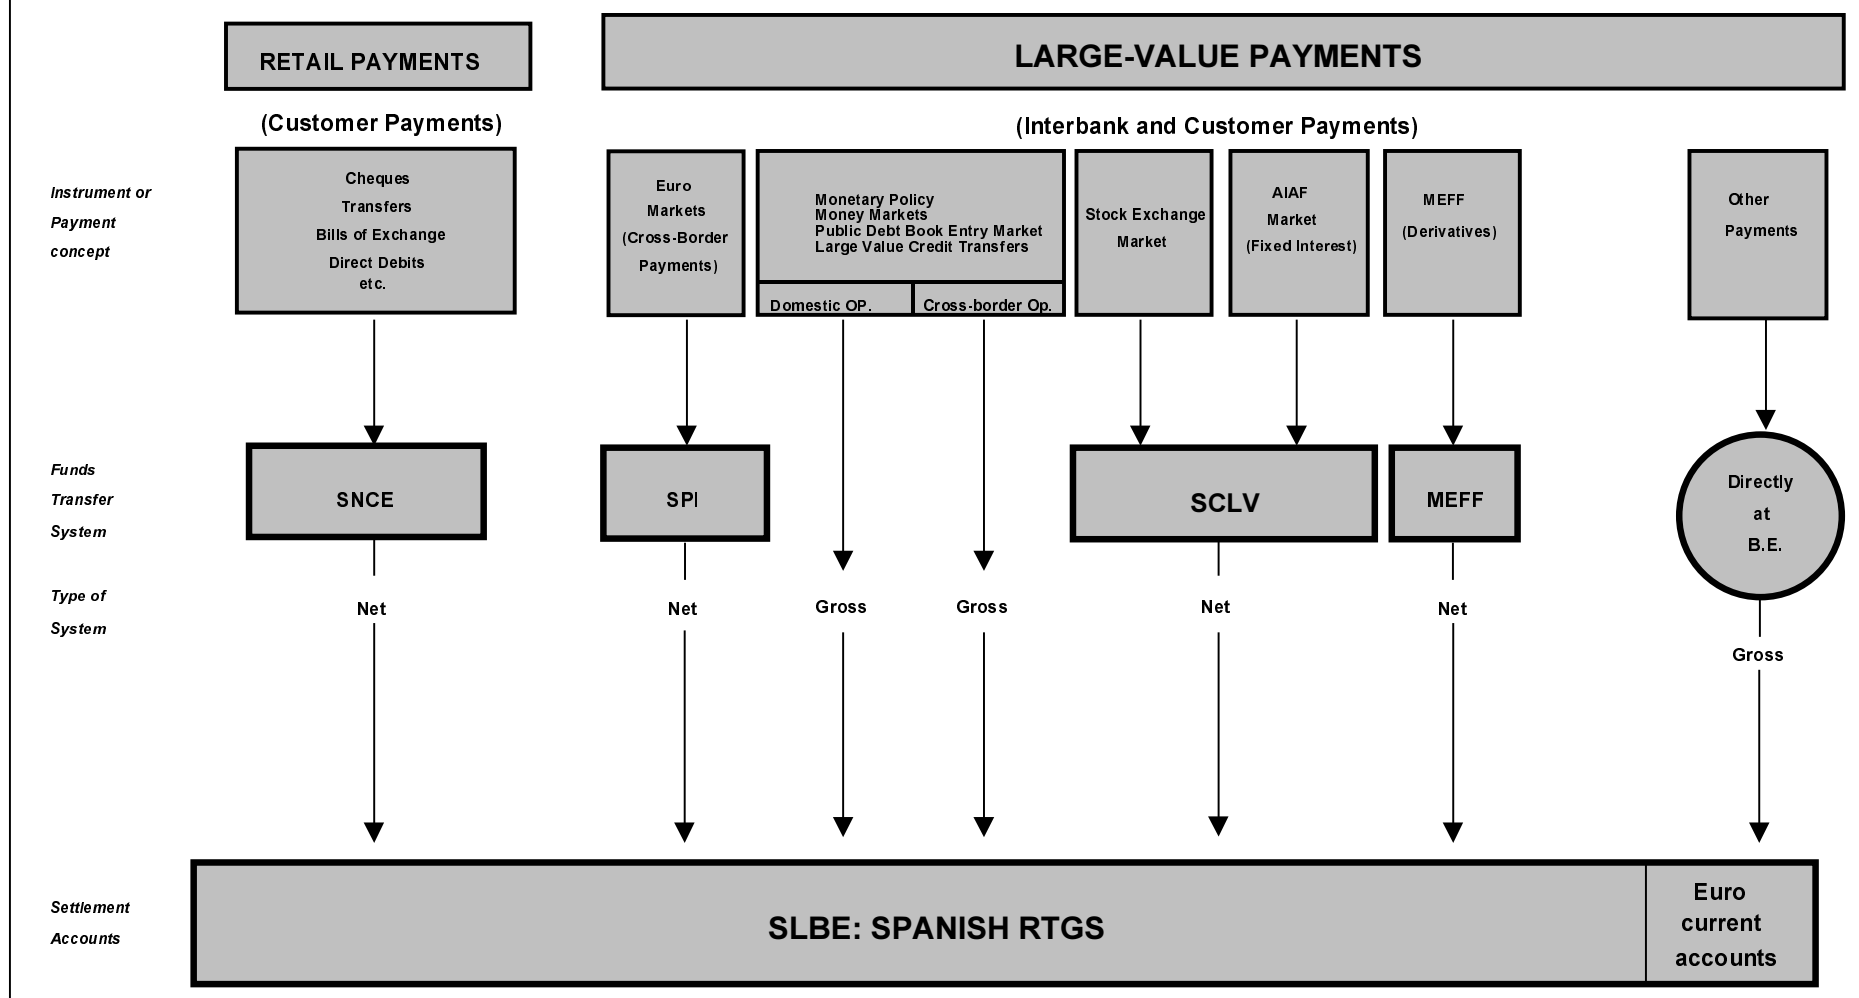 RETAIL PAYMENTS
LARGE-VALUE PAYMENTS
(Customer Payments)
(Interbank and Customer Payments)
Instrument or
Payment
concept
Cheques
Transfers
Bills of Exchange
Direct Debits
etc.
Euro
Markets
(Cross-Border
Payments)
Monetary Policy
Money Markets
Public Debt Book Entry Market
Large Value Credit Transfers
Domestic OP.
Cross-border Op.
Stock Exchange
Market
AIAF
Market
(Fixed Interest)
MEFF
(Derivatives)
Other
Payments
Funds
Transfer
System
SNCE
SPI
SCLV
MEFF
Directly
at
B.E.
Type of
System
Net
Net
Gross
Gross
Net
Net
Gross
Settlement
Accounts
SLBE: SPANISH RTGS
Euro
current
accounts